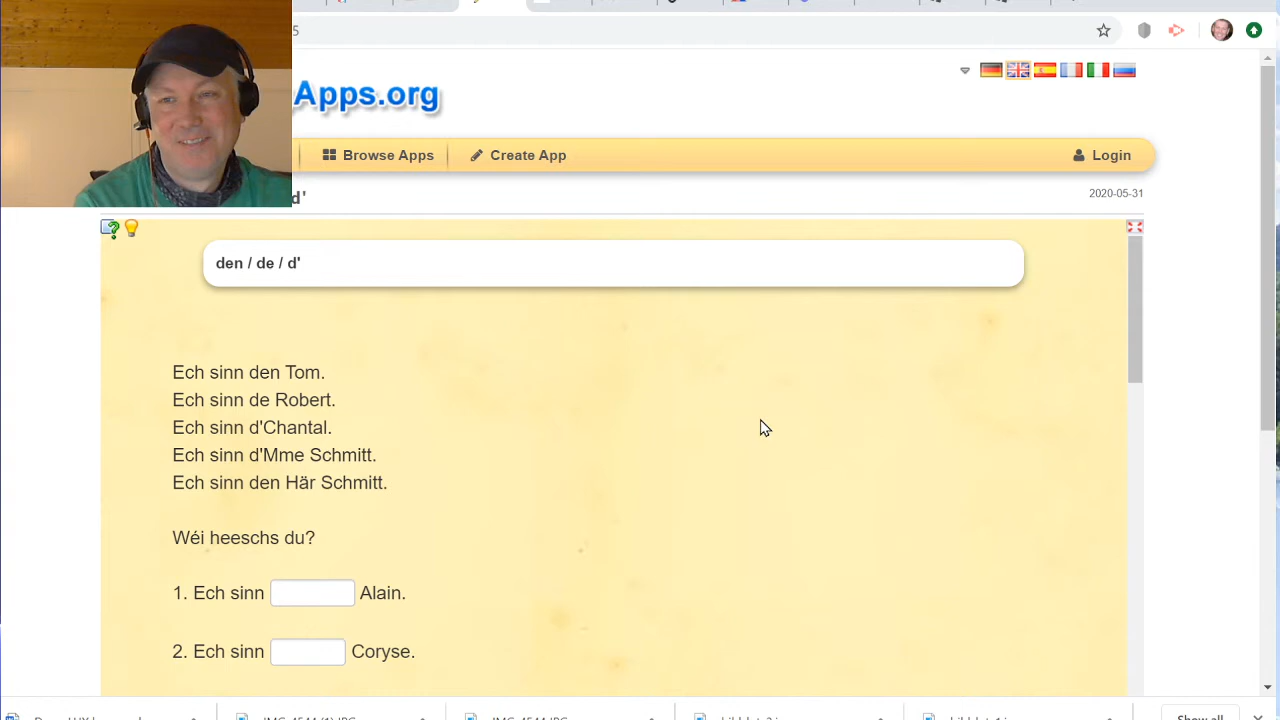 5
Apps.org
Browse Apps
Create App
Login
d'
2020-05-31
den / de / d'
Ech sinn den Tom.
Ech sinn de Robert.
Ech sinn d'Chantal.
Ech sinn d'Mme Schmitt.
Ech sinn den Här Schmitt.
Wéi heeschs du?
1. Ech sinn Alain.
2. Ech sinn Coryse.
Show all